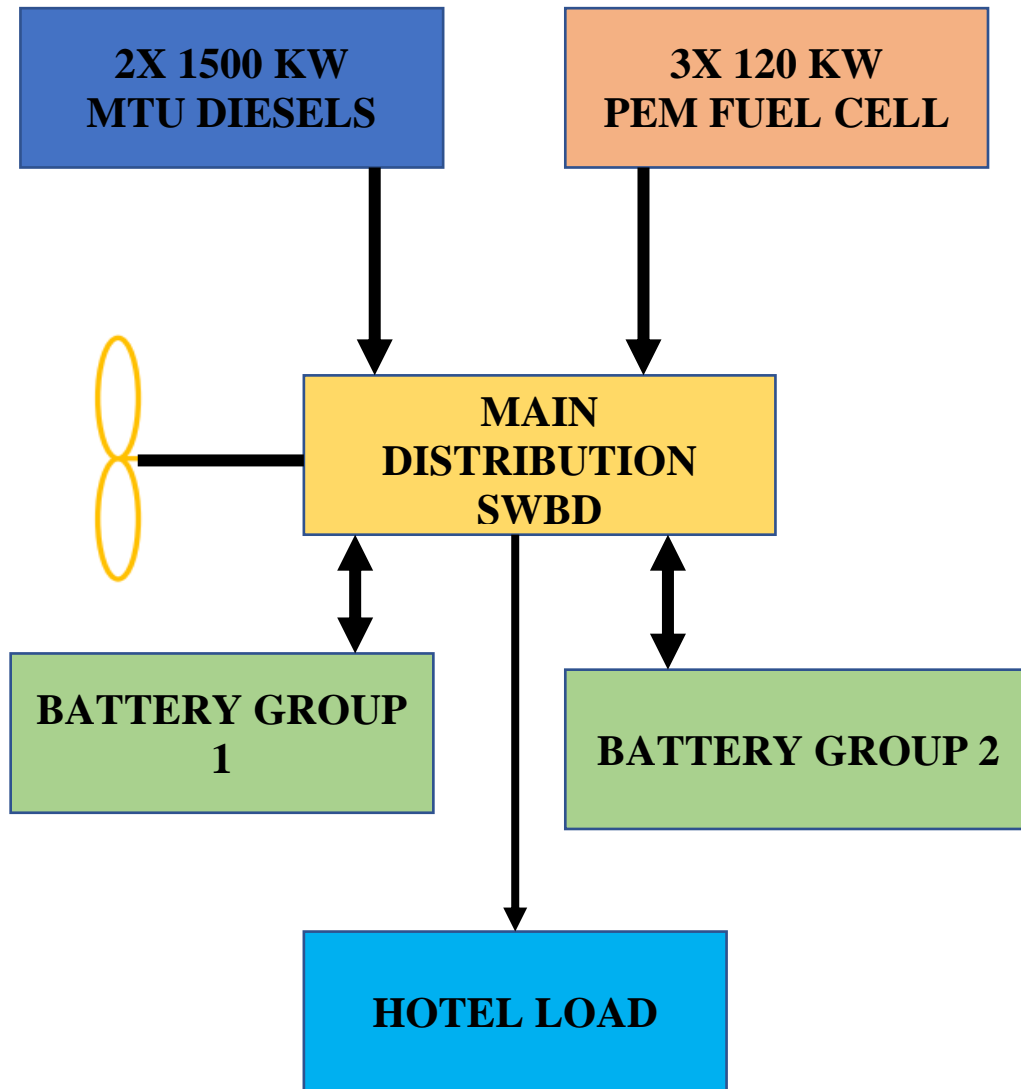 2X 1500 KW
MTU DIESELS
3X 120 KW
PEM FUEL CELL
MAIN
DISTRIBUTION
SWBD
BATTERY GROUP
1
BATTERY GROUP 2
HOTEL LOAD